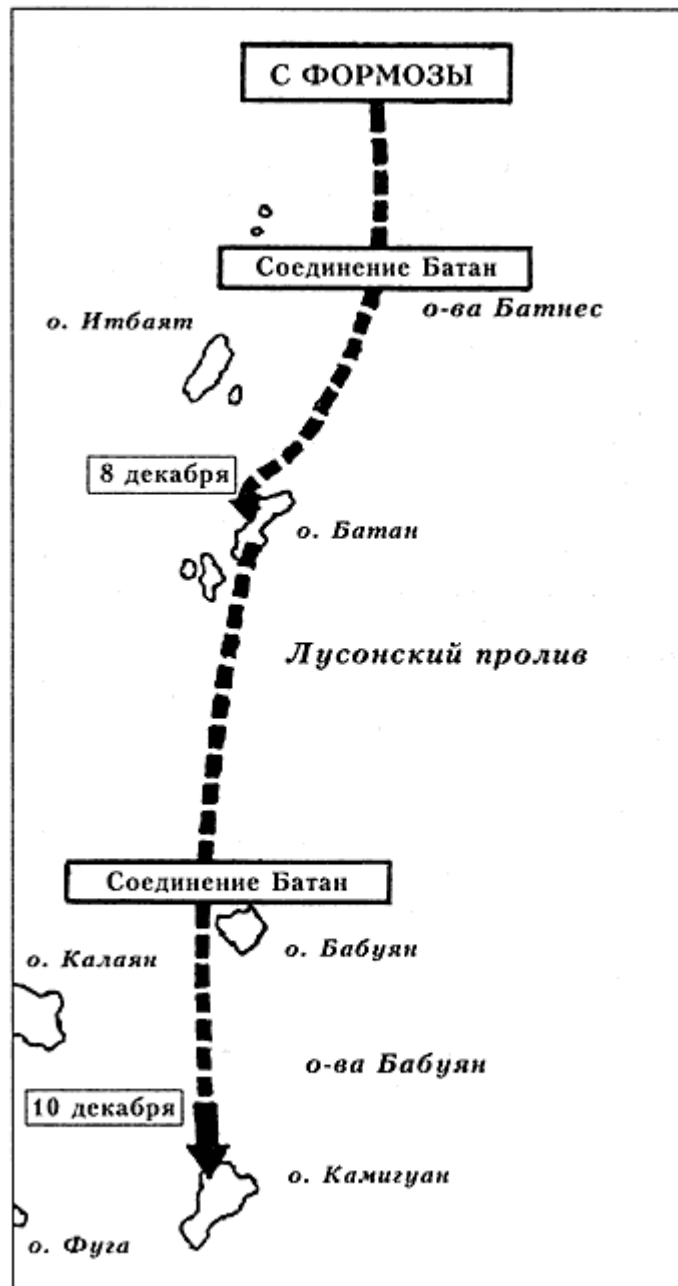 С ФОРМОЗЫ
Соединение Батан
о-ва Батнес
о. Итбаят
8 декабря
о. Батан
Лусонский пролив
Соединение Батан
о. Бабуян
о. Калаян
о-ва Бабуян
10 декабря
о. Камигуан
о. Фуга